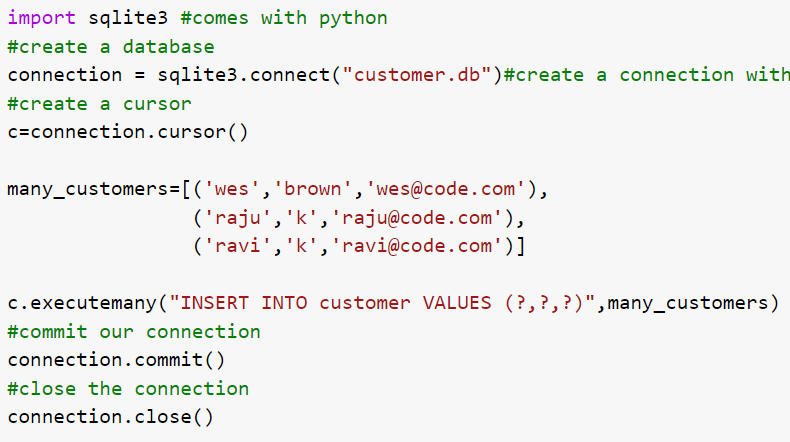 import sqlite3 #comes with python
#create a database
connection = sqlite3.connect("customer.db")#create a connection with
#create a cursor
c=connection.cursor()
many_customers=[('wes','brown','wes@code.com'),
('raju','k','raju@code.com'),
('ravi','k','ravi@code.com')]
c.executemany("INSERT INTO customer VALUES (?,?,?)",many_customers)
#commit our connection
connection.commit()
#close the connection
connection.close()